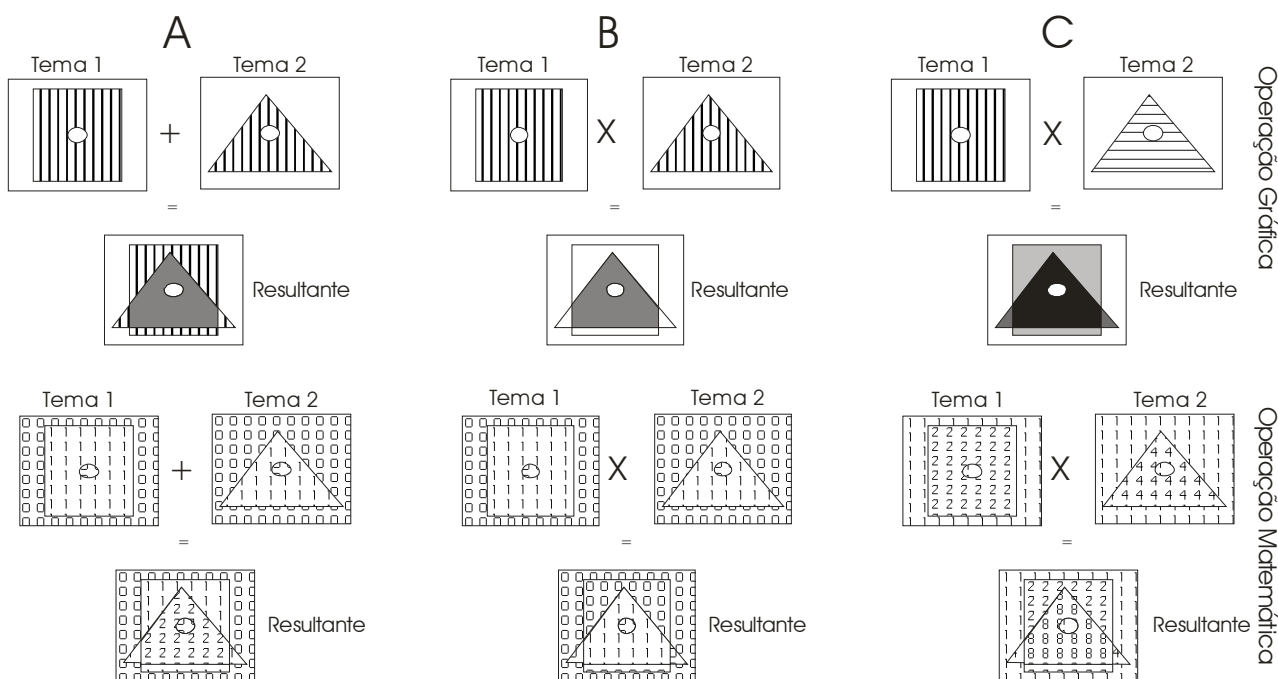 A B C
Tema 1 Tema 2 Tema 1 Tema 2 Tema 1 Tema 2
+ X X
= = =
Resultante Resultante Resultante
Operação Gráfica
Tema 1 Tema 2 Tema 1 Tema 2 Tema 1 Tema 2
+ X X
= = =
Resultante Resultante Resultante
Operação Matemática